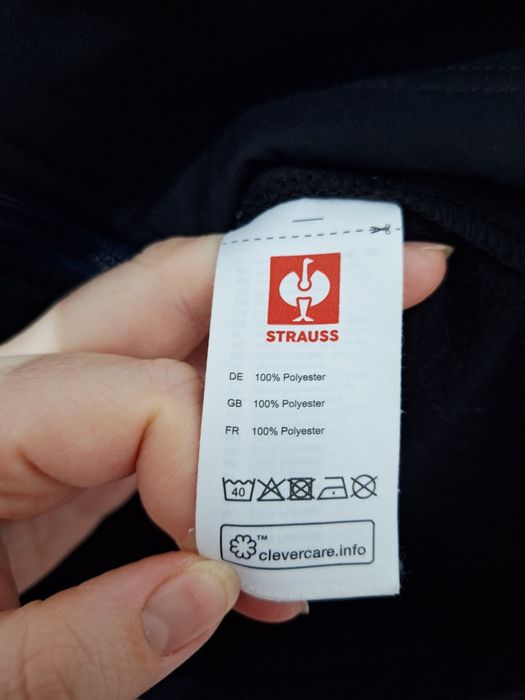 STRAUSS
DE 100% Polyester
GB 100% Polyester
FR 100% Polyester
40
™
clevercare.info